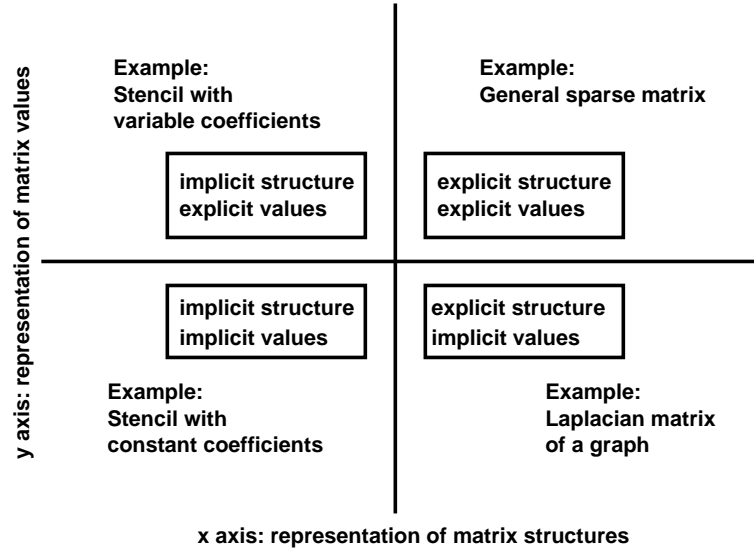 Example:
Stencil with
variable coefficients
implicit structure
explicit values
Example:
General sparse matrix
explicit structure
explicit values
implicit structure
implicit values
Example:
Stencil with
constant coefficients
explicit structure
implicit values
Example:
Laplacian matrix
of a graph
y axis: representation of matrix values
x axis: representation of matrix structures